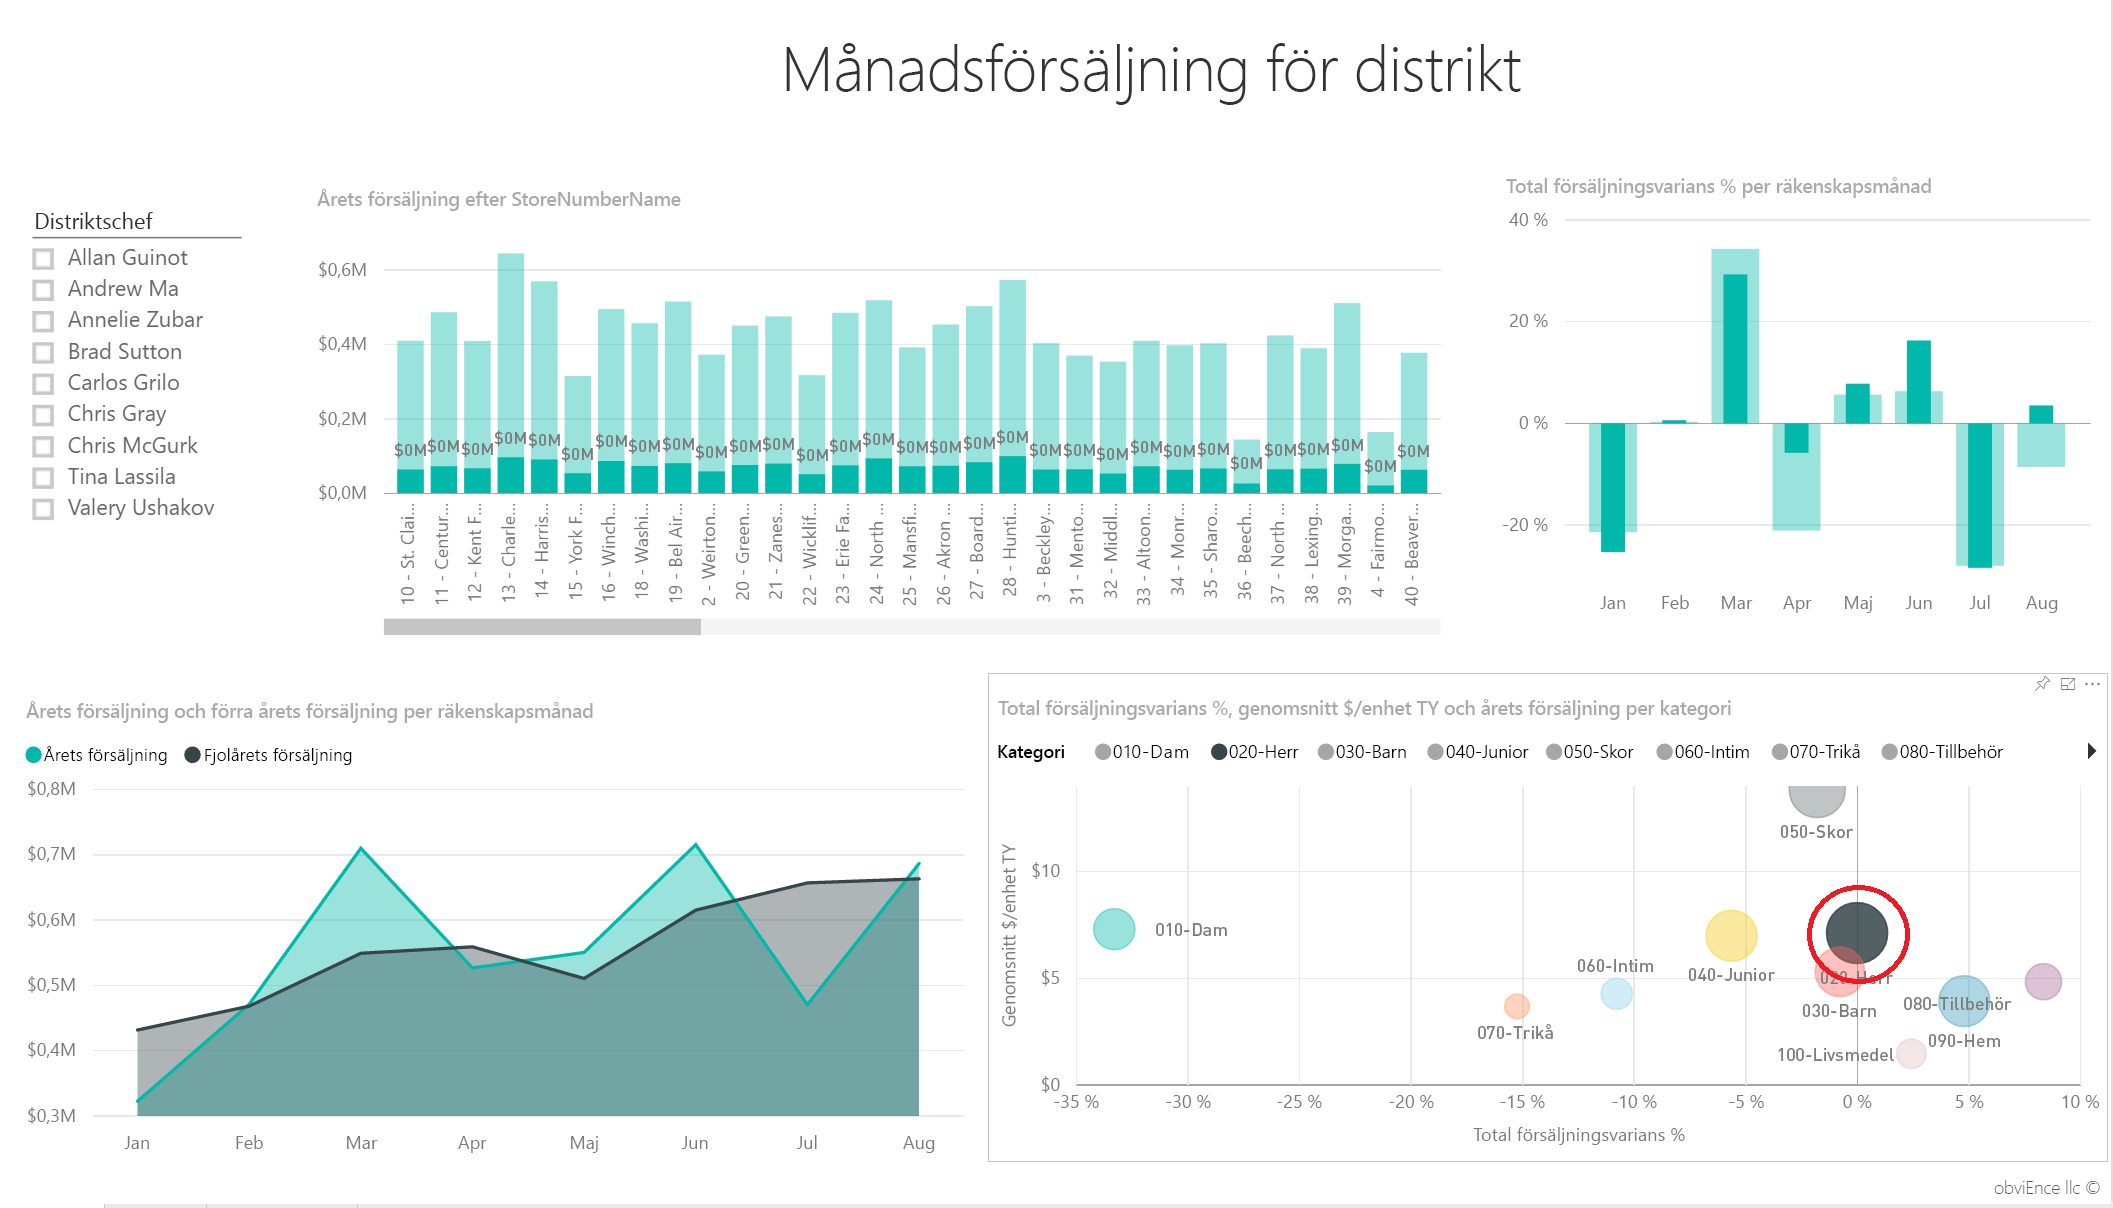 Månadsförsäljning för distrikt
Distriktschef
Allan Guinot
Andrew Ma
Annelie Zubar
Brad Sutton
Carlos Grilo
Chris Gray
Chris McGurk
Tina Lassila
Valery Ushakov
Årets försäljning efter StoreNumberName
$0,6M
$0,4M
$0,2M
$0,0M
$0M $0M $0M $0M $0M $0M $0M $0M $0M $0M $0M $0M $0M $0M $0M $0M $0M $0M $0M $0M $0M $0M $0M $0M $0M $0M $0M $0M $0M $0M $0M
10 - St. Clai...
11 - Centur...
12 - Kent F...
13 - Charle...
14 - Harris...
15 - York F...
16 - Winch...
18 - Washi...
19 - Bel Air...
2 - Weirton...
20 - Green...
21 - Zanes...
22 - Wicklif...
23 - Erie Fa...
24 - North ...
25 - Mansfi...
26 - Akron ...
27 - Board...
28 - Hunti...
3 - Beckley...
31 - Mento...
32 - Middl...
33 - Altoon...
34 - Monr...
35 - Sharo...
36 - Beech...
37 - North ...
38 - Lexing...
39 - Morga...
4 - Fairmo...
40 - Beaver...
Total försäljningsvarians % per räkenskapsmånad
40 %
20 %
0 %
-20 %
Jan Feb Mar Apr Maj Jun Jul Aug
Årets försäljning och förra årets försäljning per räkenskapsmånad
Årets försäljning Fjolårets försäljning
$0,8M
$0,7M
$0,6M
$0,5M
$0,4M
$0,3M
Jan Feb Mar Apr Maj Jun Jul Aug
Total försäljningsvarians %, genomsnitt $/enhet TY och årets försäljning per kategori
Kategori 010-Dam 020-Herr 030-Barn 040-Junior 050-Skor 060-Intim 070-Trikå 080-Tillbehör
Genomsnitt $/enhet TY
$10
$5
$0
050-Skor
010-Dam
060-Intim
040-Junior
020-Herr
070-Trikå
030-Barn
080-Tillbehör
090-Hem
100-Livsmedel
-35 % -30 % -25 % -20 % -15 % -10 % -5 % 0 % 5 % 10 %
Total försäljningsvarians %
obviEnce llc ©